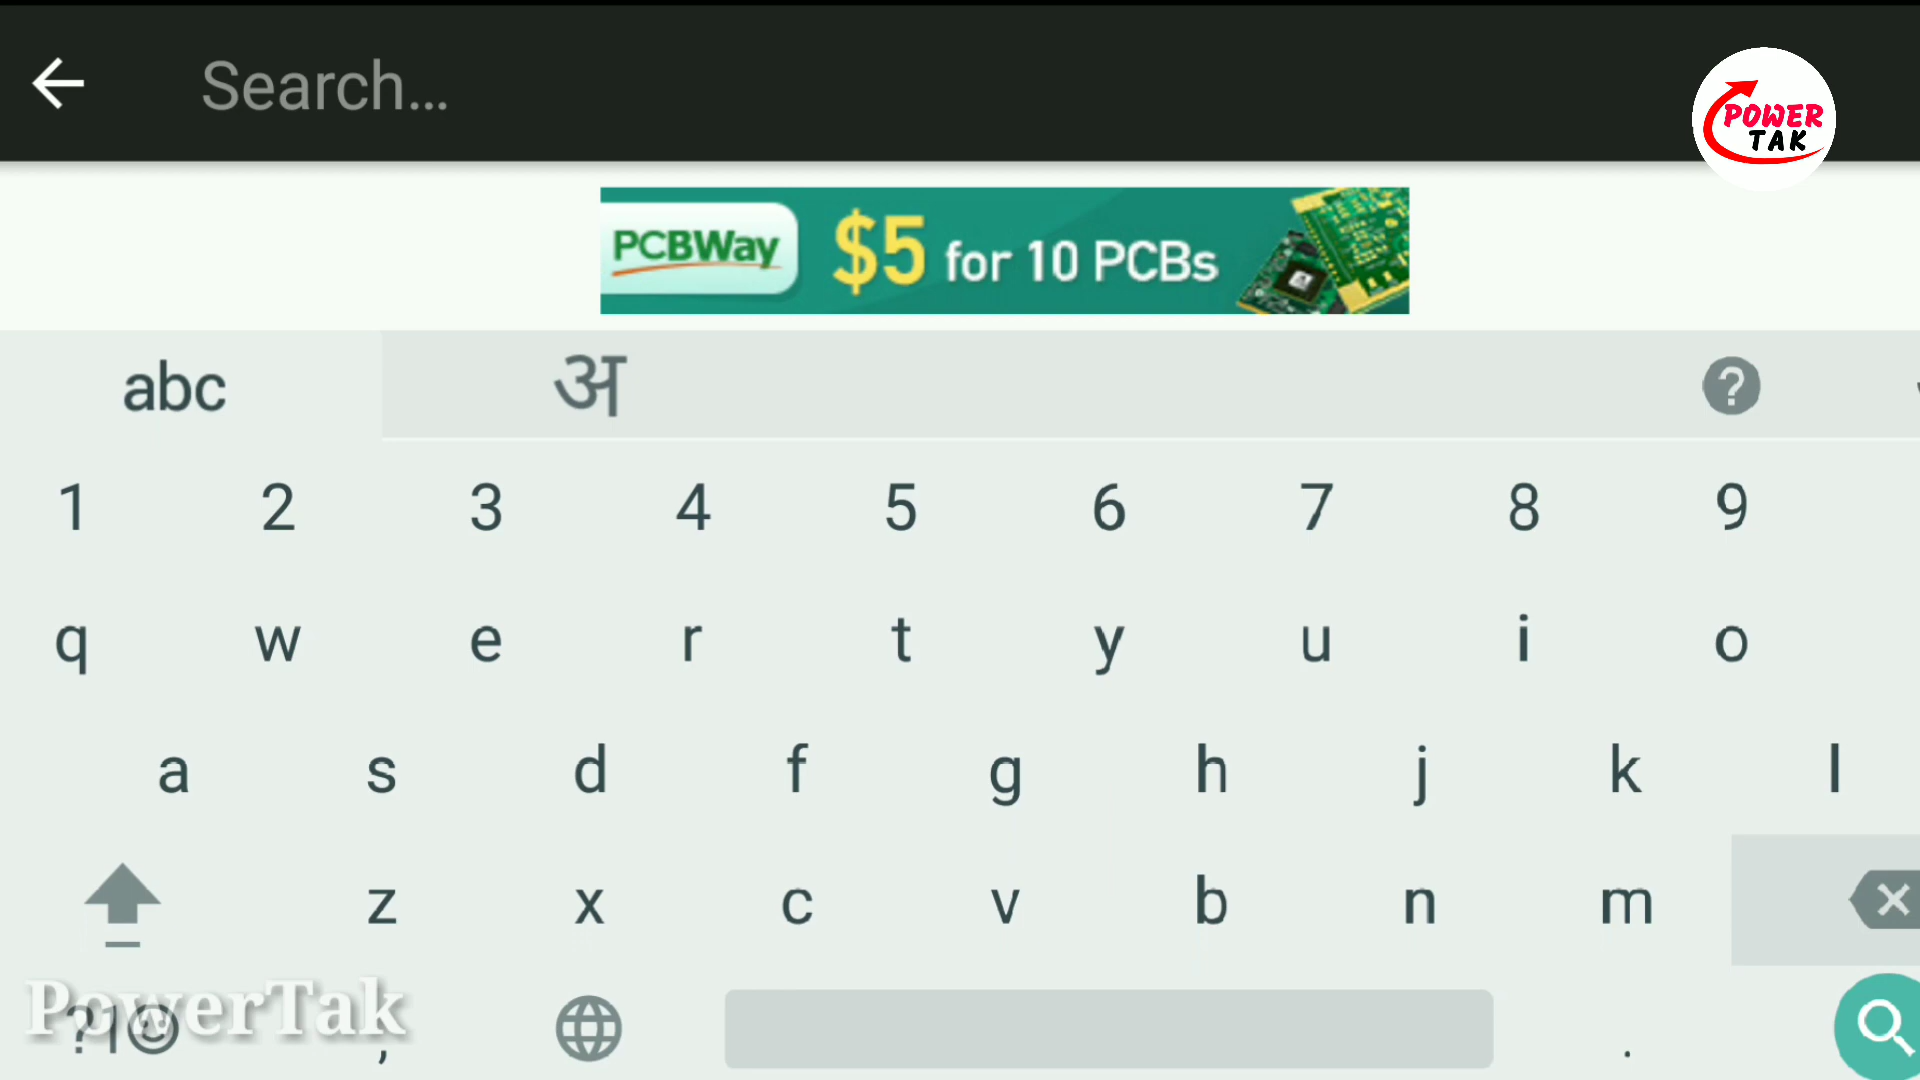 Search...
POWER
TAK
PCBWay $5 for 10 PCBs
abc अ ?
1 2 3 4 5 6 7 8 9
q w e r t y u i o
a s d f g h j k l
z x c v b n m
PowerTak
?1☺ , .